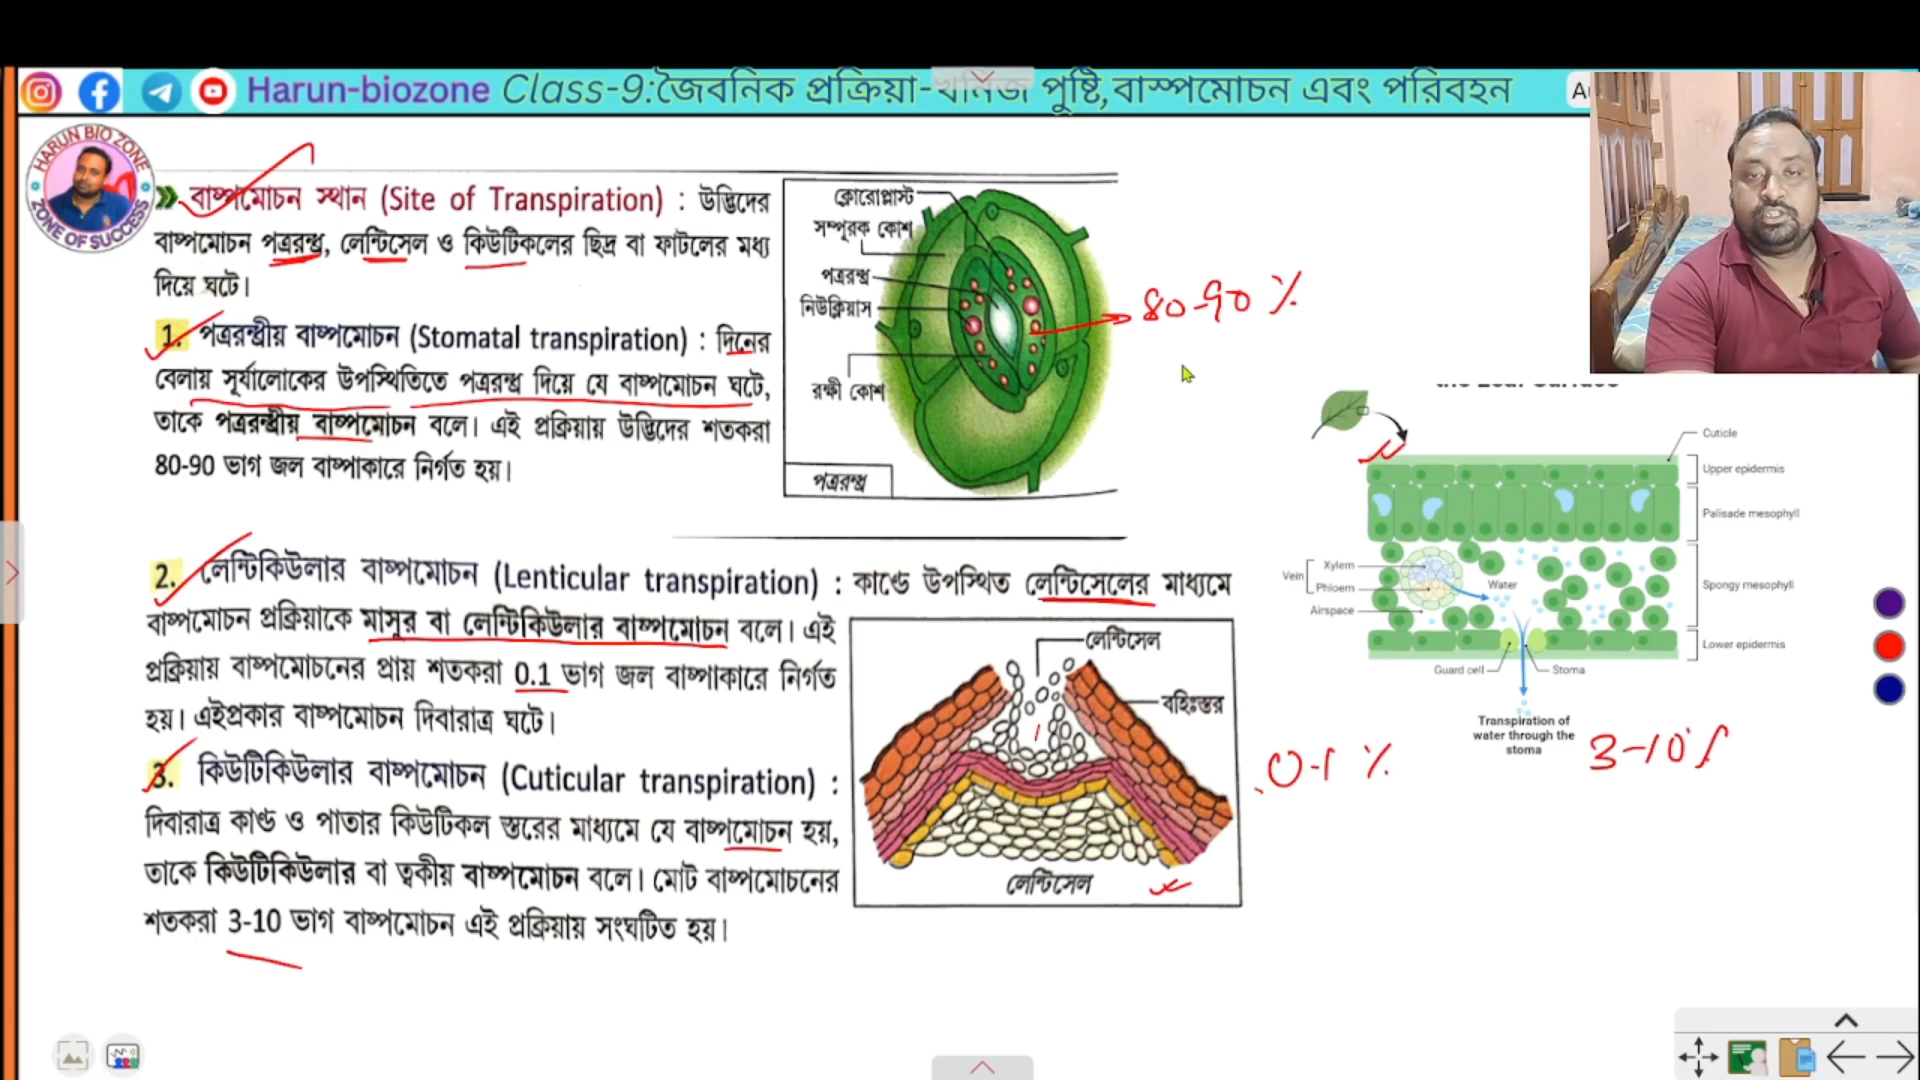 Harun-biozone Class-9:জৈবনিক প্রক্রিয়া-খনিজ পুষ্টি,বাস্পমোচন এবং পরিবহন
HARUN BIO ZONE
ZONE OF SUCCESS
বাষ্পমোচন স্থান (Site of Transpiration) : উদ্ভিদের
বাষ্পমোচন পত্ররন্ধ্র, লেন্টিসেল ও কিউটিকলের ছিদ্র বা ফাটলের মধ্য
দিয়ে ঘটে।
1. পত্ররন্ধ্রীয় বাষ্পমোচন (Stomatal transpiration) : দিনের
বেলায় সূর্যালোকের উপস্থিতিতে পত্ররন্ধ্র দিয়ে যে বাষ্পমোচন ঘটে,
তাকে পত্ররন্ধ্রীয় বাষ্পমোচন বলে। এই প্রক্রিয়ায় উদ্ভিদের শতকরা
80-90 ভাগ জল বাষ্পাকারে নির্গত হয়।
ক্লোরোপ্লাস্ট
সম্পূরক কোশ
পত্ররন্ধ্র
নিউক্লিয়াস
রক্ষী কোশ
পত্ররন্ধ্র
80-90 %
2. লেন্টিকিউলার বাষ্পমোচন (Lenticular transpiration) : কাণ্ডে উপস্থিত লেন্টিসেলের মাধ্যমে
বাষ্পমোচন প্রক্রিয়াকে মাসুর বা লেন্টিকিউলার বাষ্পমোচন বলে। এই
প্রক্রিয়ায় বাষ্পমোচনের প্রায় শতকরা 0.1 ভাগ জল বাষ্পাকারে নির্গত
হয়। এইপ্রকার বাষ্পমোচন দিবারাত্র ঘটে।
3. কিউটিকিউলার বাষ্পমোচন (Cuticular transpiration) :
দিবারাত্র কাণ্ড ও পাতার কিউটিকল স্তরের মাধ্যমে যে বাষ্পমোচন হয়,
তাকে কিউটিকিউলার বা ত্বকীয় বাষ্পমোচন বলে। মোট বাষ্পমোচনের
শতকরা 3-10 ভাগ বাষ্পমোচন এই প্রক্রিয়ায় সংঘটিত হয়।
লেন্টিসেল
বহিঃস্তর
লেন্টিসেল
0.1 %
Cuticle
Upper epidermis
Palisade mesophyll
Spongy mesophyll
Lower epidermis
Vein
Xylem
Phloem
Airspace
Water
Guard cell
Stoma
Transpiration of
water through the
stoma
3-10%